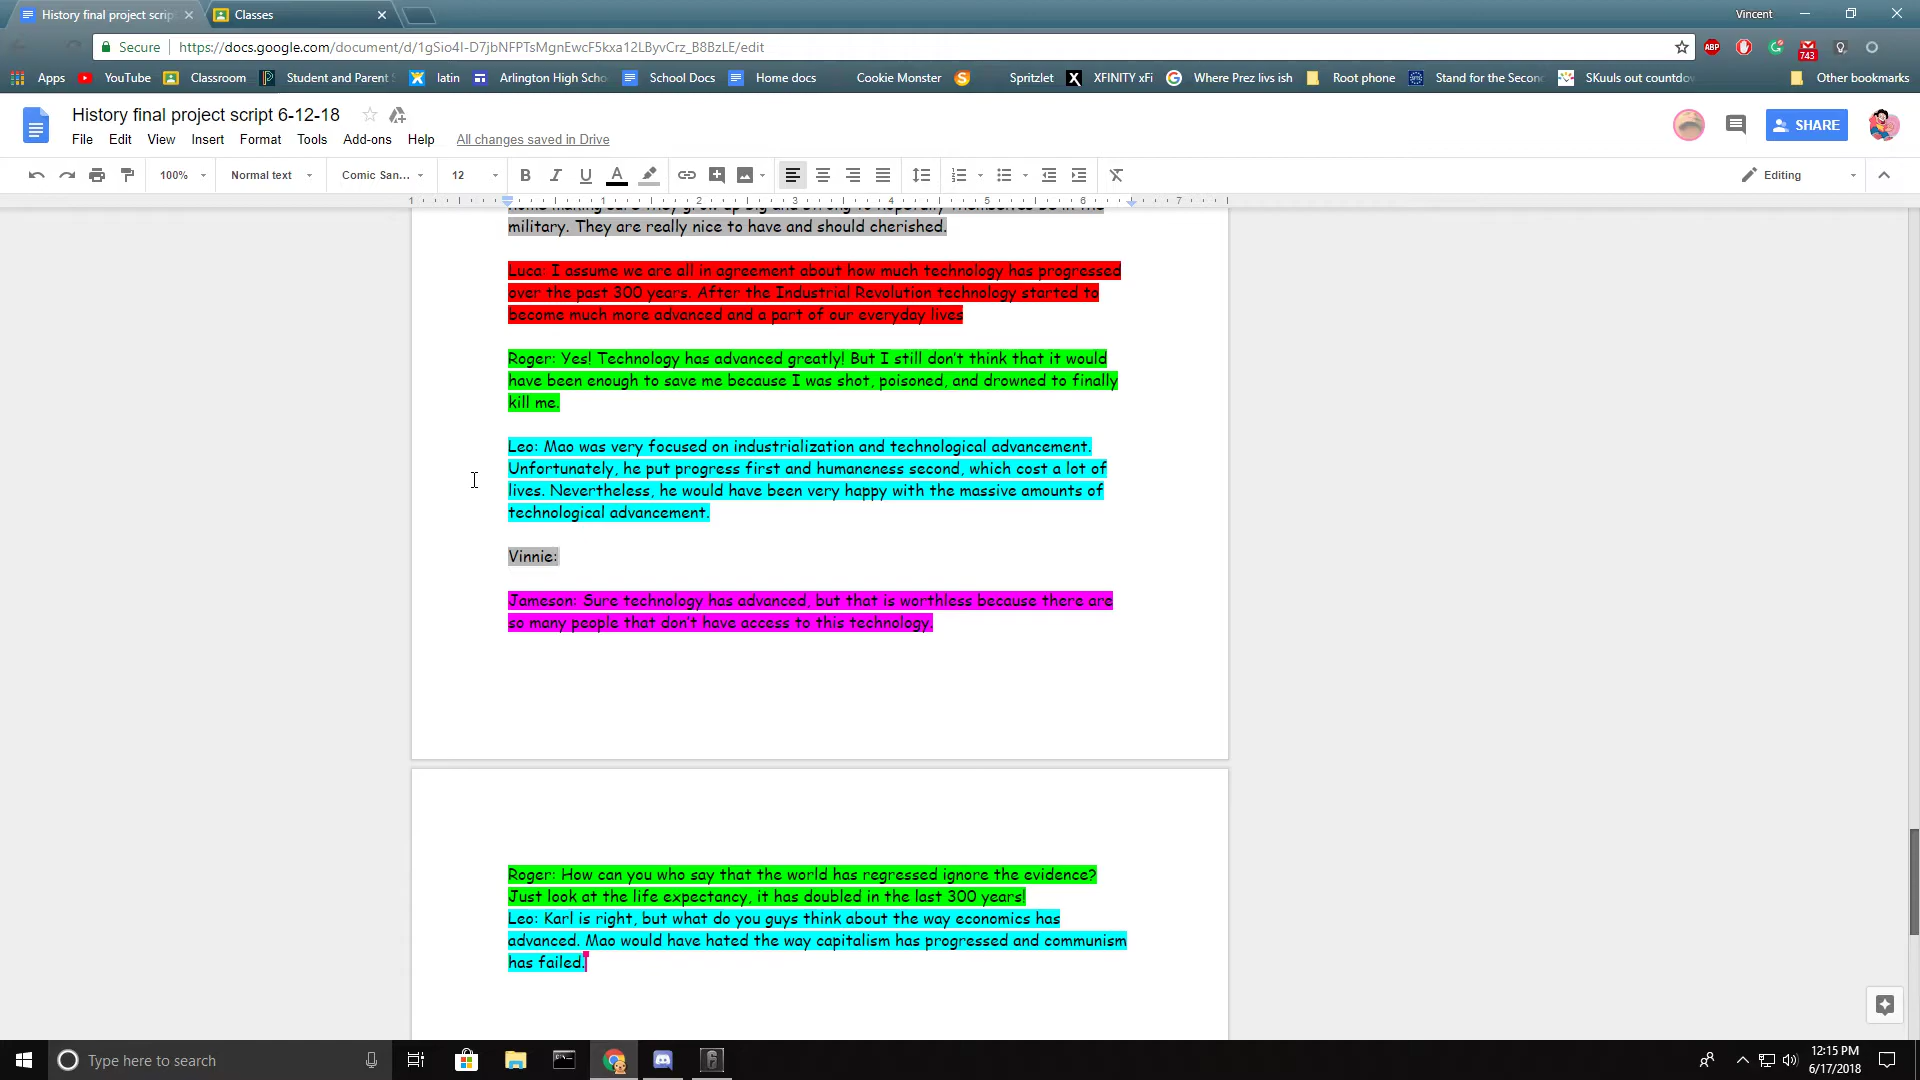 History final project scrip
Classes
Vincent
Secure
https://docs.google.com/document/d/1gSio4I-D7jbNFPTsMgnEwcF5kxa12LByvCrz_B8BzLE/edit
ABP
743
Apps YouTube Classroom Student and Parent latin Arlington High Scho School Docs Home docs Cookie Monster Spritzlet XFINITY xFi Where Prez livs ish Root phone Stand for the Secon SKuuls out countdo Other bookmarks
History final project script 6-12-18
SHARE
File Edit View Insert Format Tools Add-ons Help All changes saved in Drive
100% Normal text Comic San... 12 Editing
1 1 2 3 4 5 6 7
military. They are really nice to have and should cherished.
Luca: I assume we are all in agreement about how much technology has progressed
over the past 300 years. After the Industrial Revolution technology started to
become much more advanced and a part of our everyday lives
Roger: Yes! Technology has advanced greatly! But I still don't think that it would
have been enough to save me because I was shot, poisoned, and drowned to finally
kill me.
Leo: Mao was very focused on industrialization and technological advancement.
Unfortunately, he put progress first and humaneness second, which cost a lot of
lives. Nevertheless, he would have been very happy with the massive amounts of
technological advancement.
Vinnie:
Jameson: Sure technology has advanced, but that is worthless because there are
so many people that don't have access to this technology.
Roger: How can you who say that the world has regressed ignore the evidence?
Just look at the life expectancy, it has doubled in the last 300 years!
Leo: Karl is right, but what do you guys think about the way economics has
advanced. Mao would have hated the way capitalism has progressed and communism
has failed.
Type here to search
12:15 PM
6/17/2018